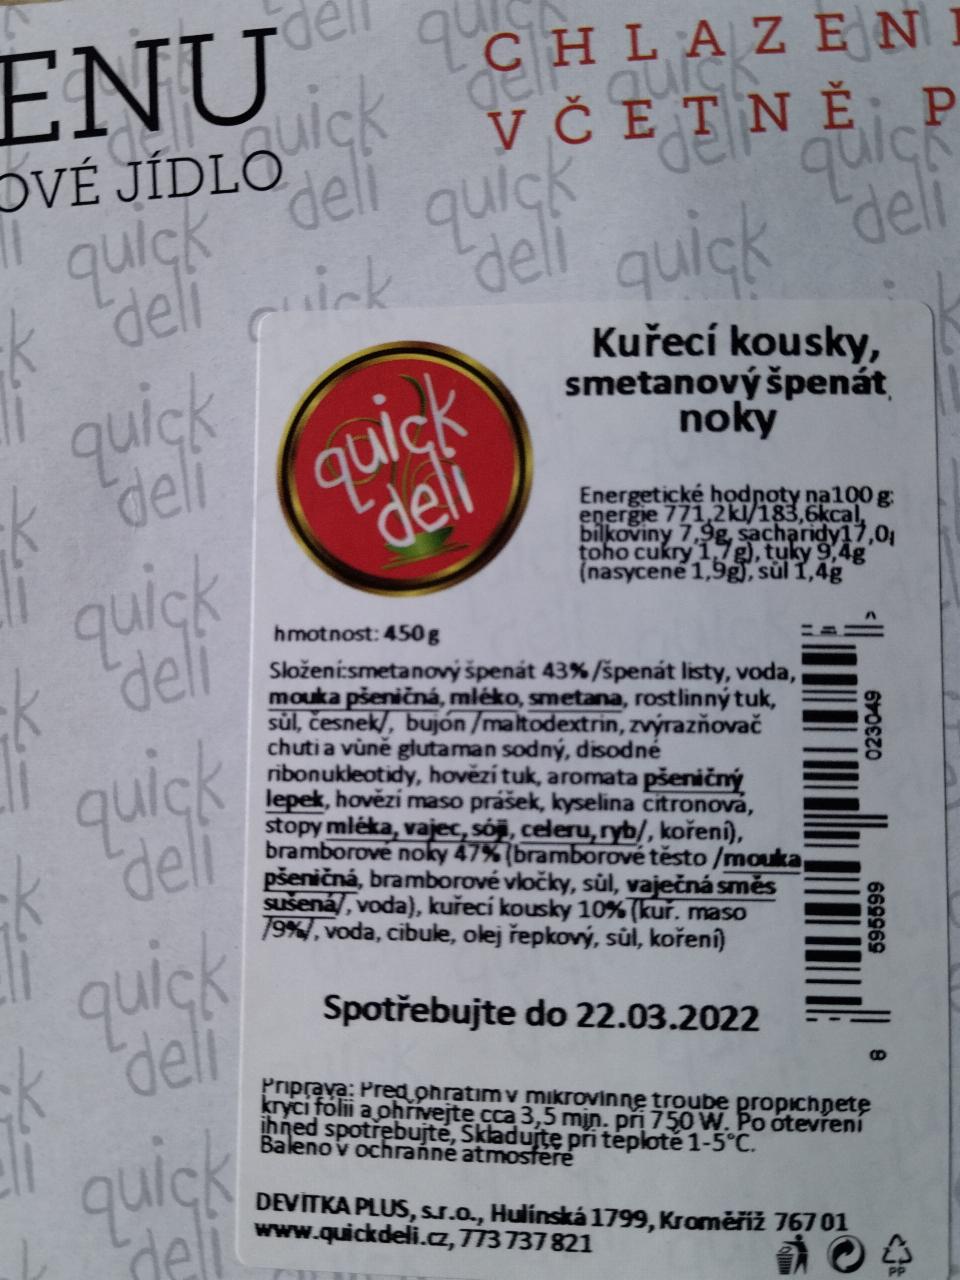 ENU
OVÉ JÍDLO
CHLAZEN
VČETNĚ P
quick
deli
Kuřecí kousky,
smetanový špenát,
noky
Energetické hodnoty na100 g:
energie 771,2kJ/183,6kcal,
bílkoviny 7,9g, sacharidy17,0
toho cukry 1,7g), tuky 9,4g
(nasycené 1,9g), sůl 1,4g
hmotnost: 450 g
Složení:smetanový špenát 43% /špenát listy, voda,
mouka pšeničná, mléko, smetana, rostlinný tuk,
sůl, česnek/, bujón /maltodextrin, zvýrazňovač
chuti a vůně glutaman sodný, disodné
ribonukleotidy, hovězí tuk, aromata pšeničný
lepek, hovězí maso prášek, kyselina citronová,
stopy mléka, vajec, sóji, celeru, ryb/, koření),
bramborové noky 47% (bramborové těsto /mouka
pšeničná, bramborové vločky, sůl, vaječná směs
sušená/, voda), kuřecí kousky 10% (kuř. maso
/9%/, voda, cibule, olej řepkový, sůl, koření)
Spotřebujte do 22.03.2022
Příprava: Před ohřátím v mikrovlnné troubě propíchněte
krycí fólii a ohřívejte cca 3,5 min. při 750 W. Po otevření
ihned spotřebujte, Skladujte při teplotě 1-5°C.
Baleno v ochranné atmosféře
DEVÍTKA PLUS, s.r.o., Hulínská 1799, Kroměříž 767 01
www.quickdeli.cz, 773 737 821
PP
8 595699 023049